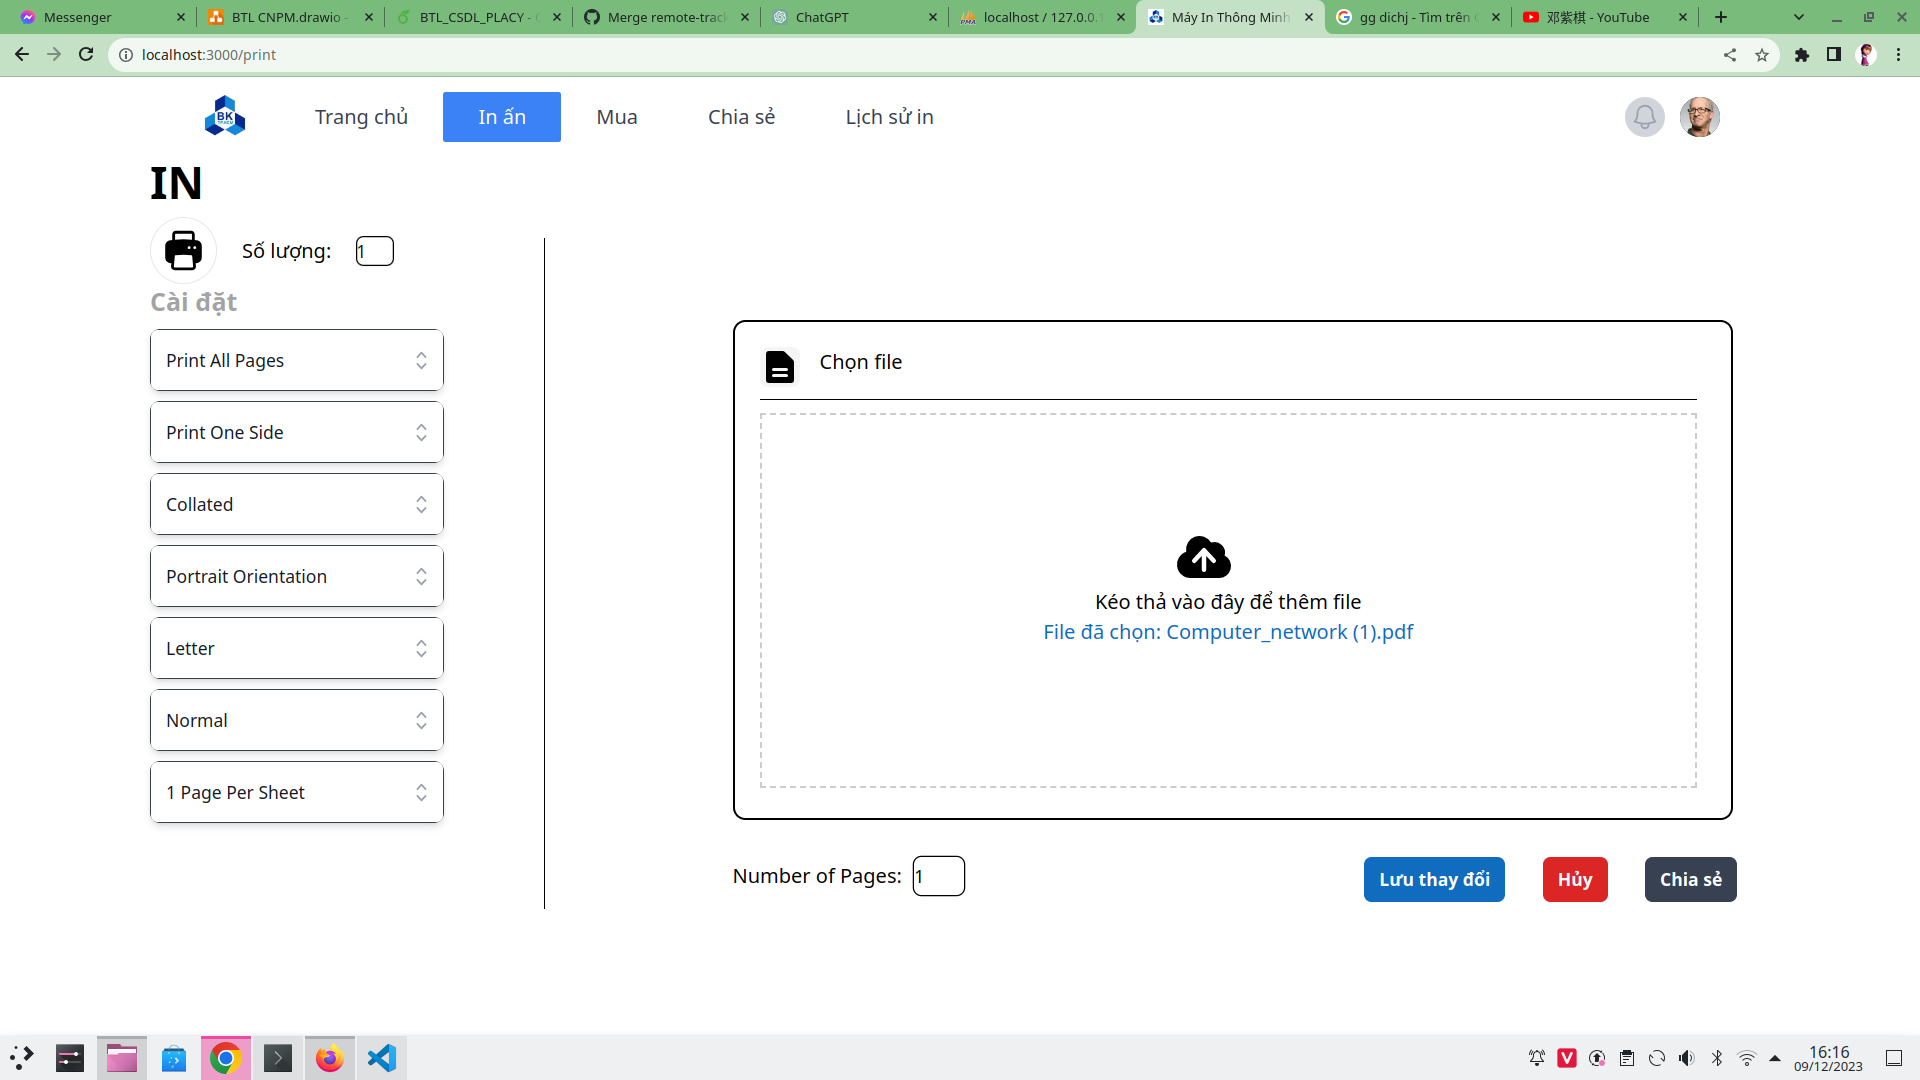 Messenger
BTL CNPM.drawio -
BTL_CSDL_PLACY -
Merge remote-trac
ChatGPT
localhost / 127.0.0.1
Máy In Thông Minh
gg dichj - Tìm trên
邓紫棋 - YouTube
localhost:3000/print
BK
TP.HCM
Trang chủ
In ấn
Mua
Chia sẻ
Lịch sử in
IN
Số lượng:
1
Cài đặt
Print All Pages
Print One Side
Collated
Portrait Orientation
Letter
Normal
1 Page Per Sheet
Chọn file
Kéo thả vào đây để thêm file
File đã chọn: Computer_network (1).pdf
Number of Pages:
1
Lưu thay đổi
Hủy
Chia sẻ
V
16:16
09/12/2023